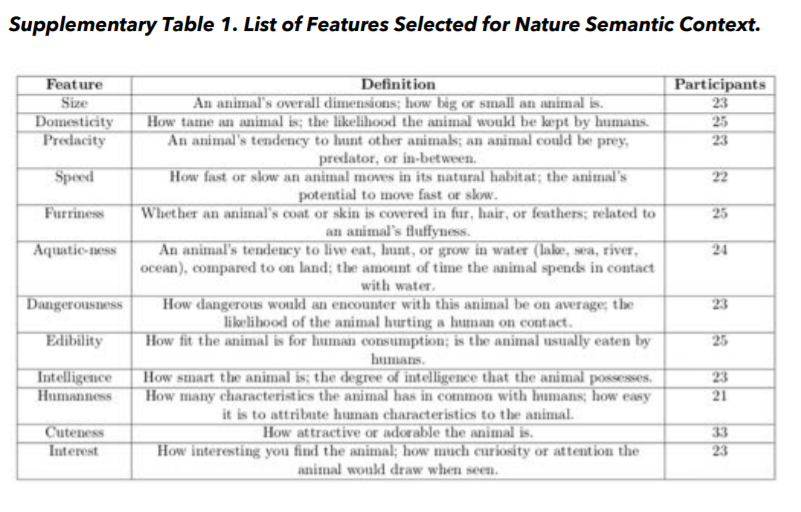 Supplementary Table 1. List of Features Selected for Nature Semantic Context.
Feature Definition Participants
Size An animal's overall dimensions; how big or small an animal is. 23
Domesticity How tame an animal is; the likelihood the animal would be kept by humans. 25
Predacity An animal's tendency to hunt other animals; an animal could be prey, 23
predator, or in-between.
Speed How fast or slow an animal moves in its natural habitat; the animal's 22
potential to move fast or slow.
Furriness Whether an animal's coat or skin is covered in fur, hair, or feathers; related to 25
an animal's fluffyness.
Aquatic-ness An animal's tendency to live eat, hunt, or grow in water (lake, sea, river, 24
ocean), compared to on land; the amount of time the animal spends in contact
with water.
Dangerousness How dangerous would an encounter with this animal be on average; the 23
likelihood of the animal hurting a human on contact.
Edibility How fit the animal is for human consumption; is the animal usually eaten by 25
humans.
Intelligence How smart the animal is; the degree of intelligence that the animal possesses. 23
Humanness How many characteristics the animal has in common with humans; how easy 21
it is to attribute human characteristics to the animal.
Cuteness How attractive or adorable the animal is. 33
Interest How interesting you find the animal; how much curiosity or attention the 23
animal would draw when seen.